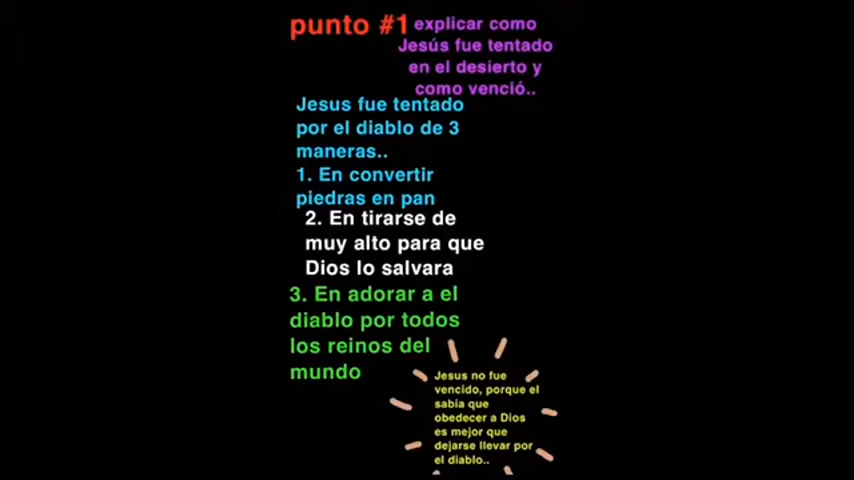 punto #1 explicar como
Jesús fue tentado
en el desierto y
como venció..
Jesus fue tentado
por el diablo de 3
maneras..
1. En convertir
piedras en pan
2. En tirarse de
muy alto para que
Dios lo salvara
3. En adorar a el
diablo por todos
los reinos del
mundo
Jesus no fue
vencido, porque el
sabía que
obedecer a Dios
es mejor que
dejarse llevar por
el diablo..